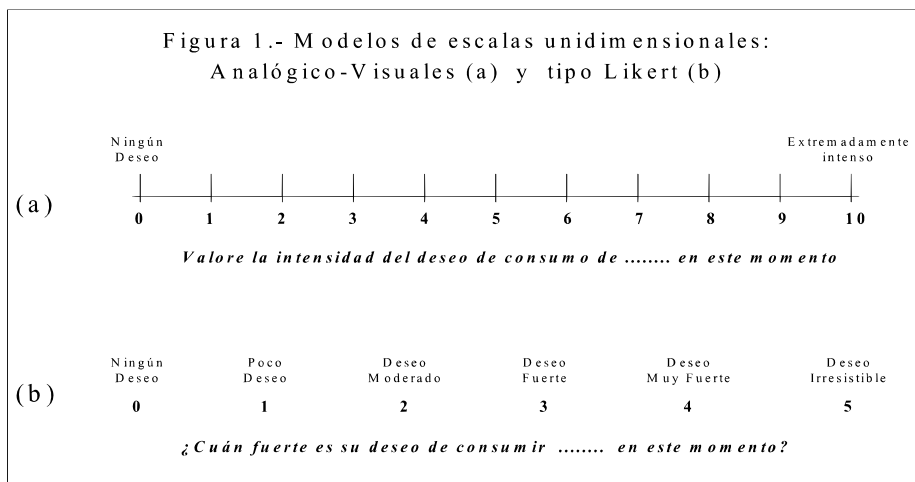 Figura 1.- Modelos de escalas unidimensionales:
Analógico-Visuales (a) y tipo Likert (b)
Ningún
Deseo
Extremadamente
intenso
(a)
0 1 2 3 4 5 6 7 8 9 10
Valore la intensidad del deseo de consumo de ........ en este momento
Ningún
Deseo
Poco
Deseo
Deseo
Moderado
Deseo
Fuerte
Deseo
Muy Fuerte
Deseo
Irresistible
(b)
0 1 2 3 4 5
¿Cuán fuerte es su deseo de consumir ........ en este momento?